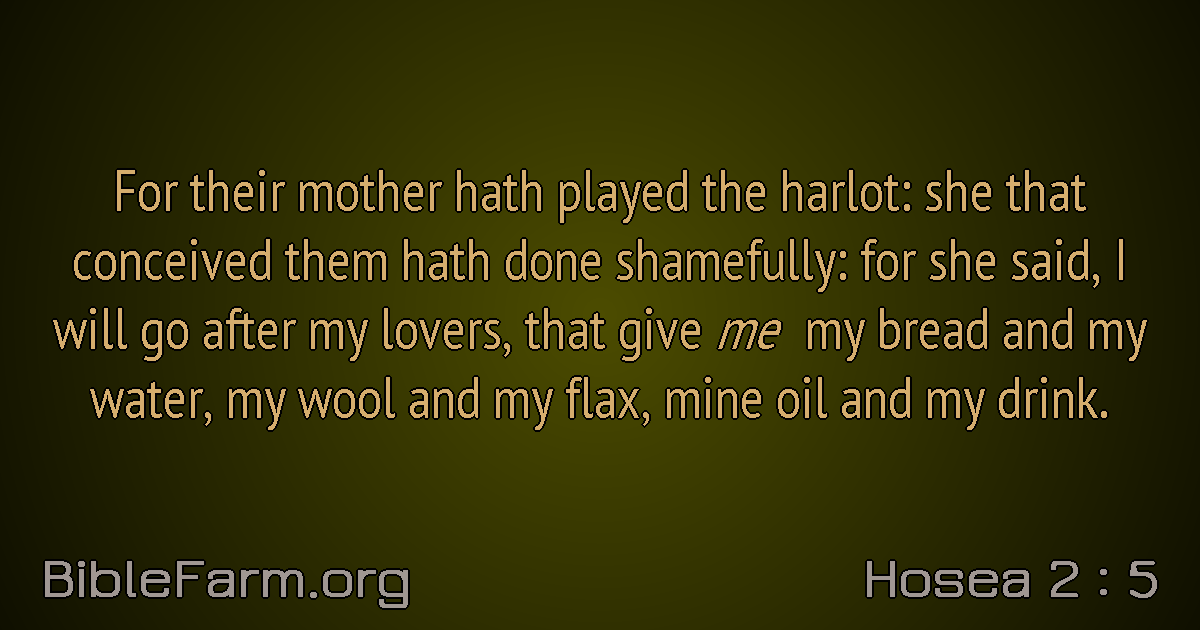 For their mother hath played the harlot: she that
conceived them hath done shamefully: for she said, I
will go after my lovers, that give me my bread and my
water, my wool and my flax, mine oil and my drink.
BibleFarm.org
Hosea 2 : 5